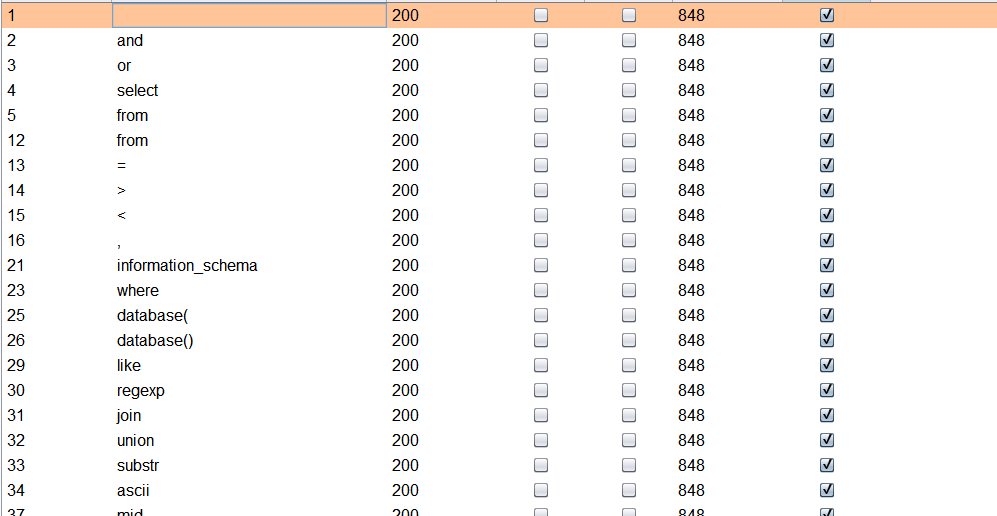 1 200 848
2 and 200 848
3 or 200 848
4 select 200 848
5 from 200 848
12 from 200 848
13 = 200 848
14 > 200 848
15 < 200 848
16 , 200 848
21 information_schema 200 848
23 where 200 848
25 database( 200 848
26 database() 200 848
29 like 200 848
30 regexp 200 848
31 join 200 848
32 union 200 848
33 substr 200 848
34 ascii 200 848
37 mid 200 848